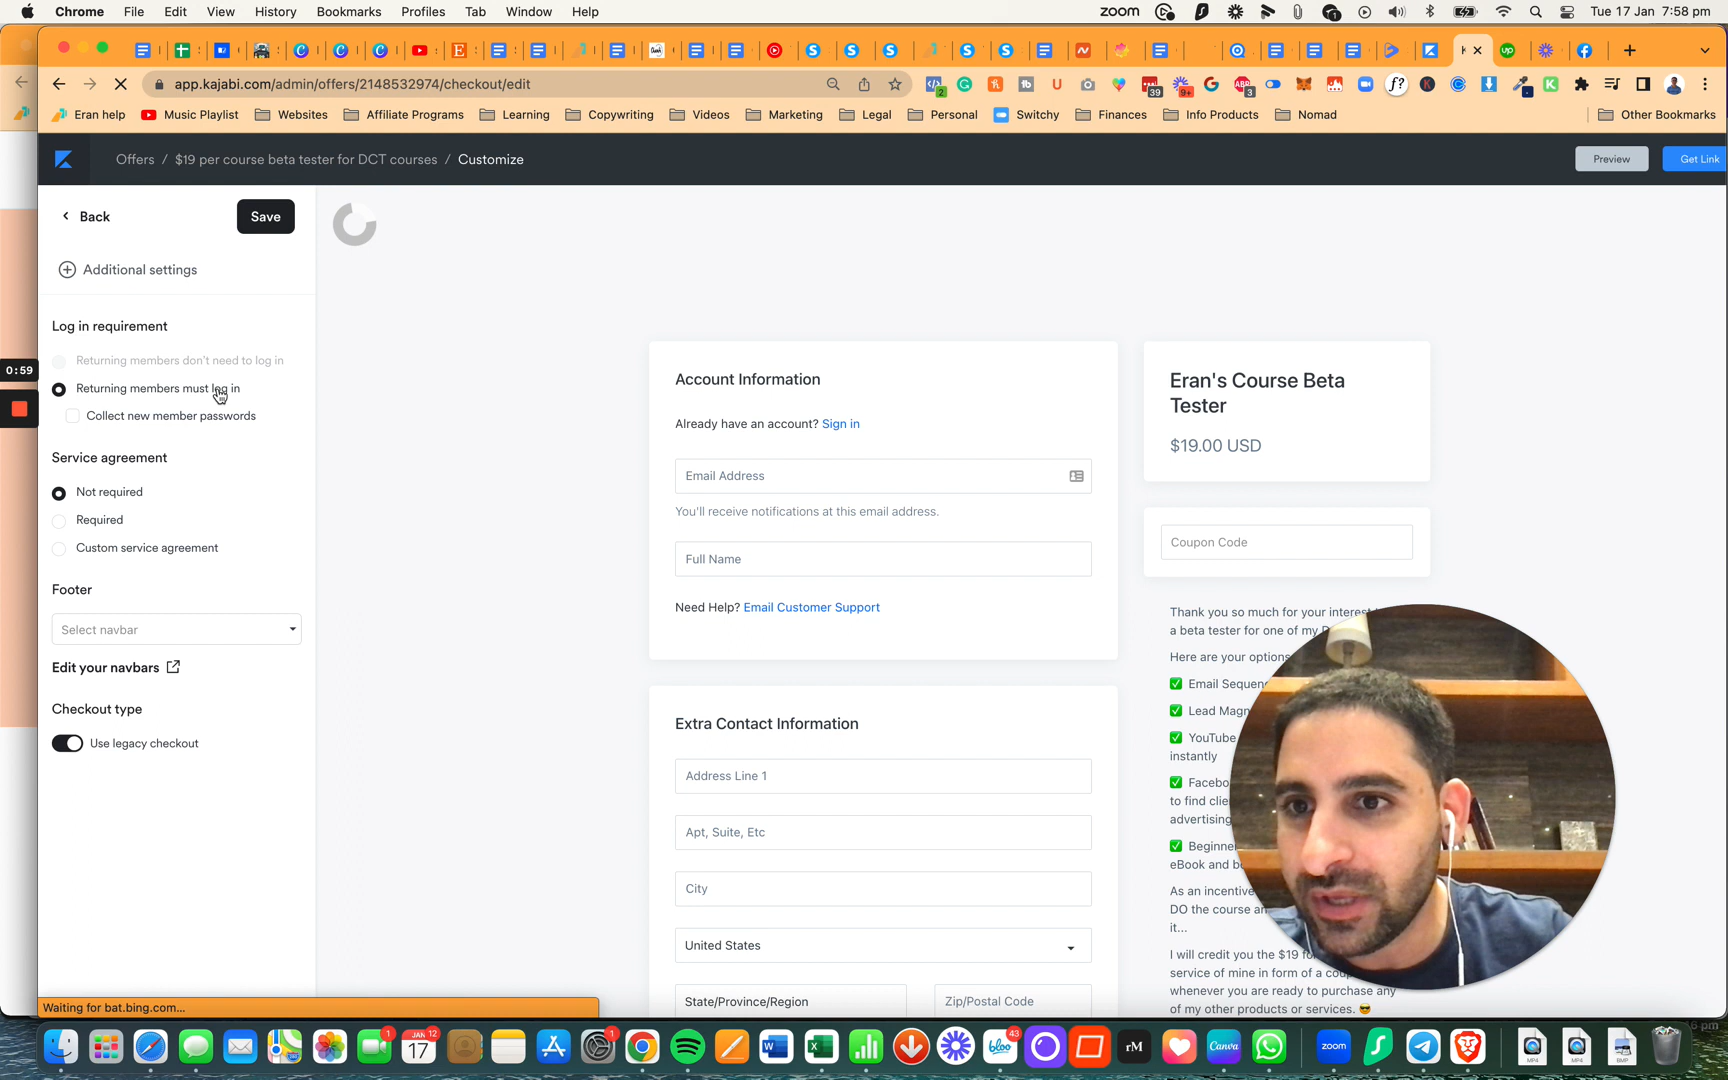 Chrome File Edit View History Bookmarks Profiles Tab Window Help
zoom
Tue 17 Jan 7:58 pm
app.kajabi.com/admin/offers/2148532974/checkout/edit
Eran help Music Playlist Websites Affiliate Programs Learning Copywriting Videos Marketing Legal Personal Switchy Finances Info Products Nomad Other Bookmarks
Offers / $19 per course beta tester for DCT courses / Customize
Preview
Get Link
Back
Save
Additional settings
Log in requirement
Returning members don't need to log in
Returning members must log in
Collect new member passwords
0:59
Service agreement
Not required
Required
Custom service agreement
Footer
Select navbar
Edit your navbars
Checkout type
Use legacy checkout
Account Information
Already have an account? Sign in
Email Address
You'll receive notifications at this email address.
Full Name
Need Help? Email Customer Support
Extra Contact Information
Address Line 1
Apt, Suite, Etc
City
United States
State/Province/Region
Zip/Postal Code
Eran's Course Beta
Tester
$19.00 USD
Coupon Code
Thank you so much for your interest
a beta tester for one of my
Here are your options
Email
Lead
YouTube
instantly
to find
advertising
eBook and
As an incentive
DO the course
it...
I will credit you the $19
service of mine in form of a
whenever you are ready to purchase any
of my other products or services.
Waiting for bat.bing.com...
JAN
17